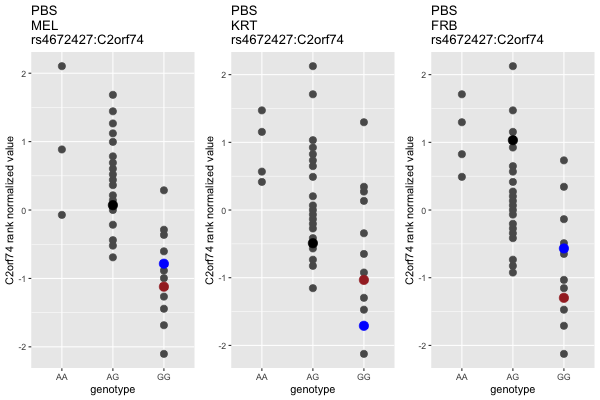 PBS
MEL
rs4672427:C2orf74
C2orf74 rank normalized value
2
1
0
-1
-2
AA AG GG
genotype
PBS
KRT
rs4672427:C2orf74
C2orf74 rank normalized value
2
1
0
-1
-2
AA AG GG
genotype
PBS
FRB
rs4672427:C2orf74
C2orf74 rank normalized value
2
1
0
-1
-2
AA AG GG
genotype